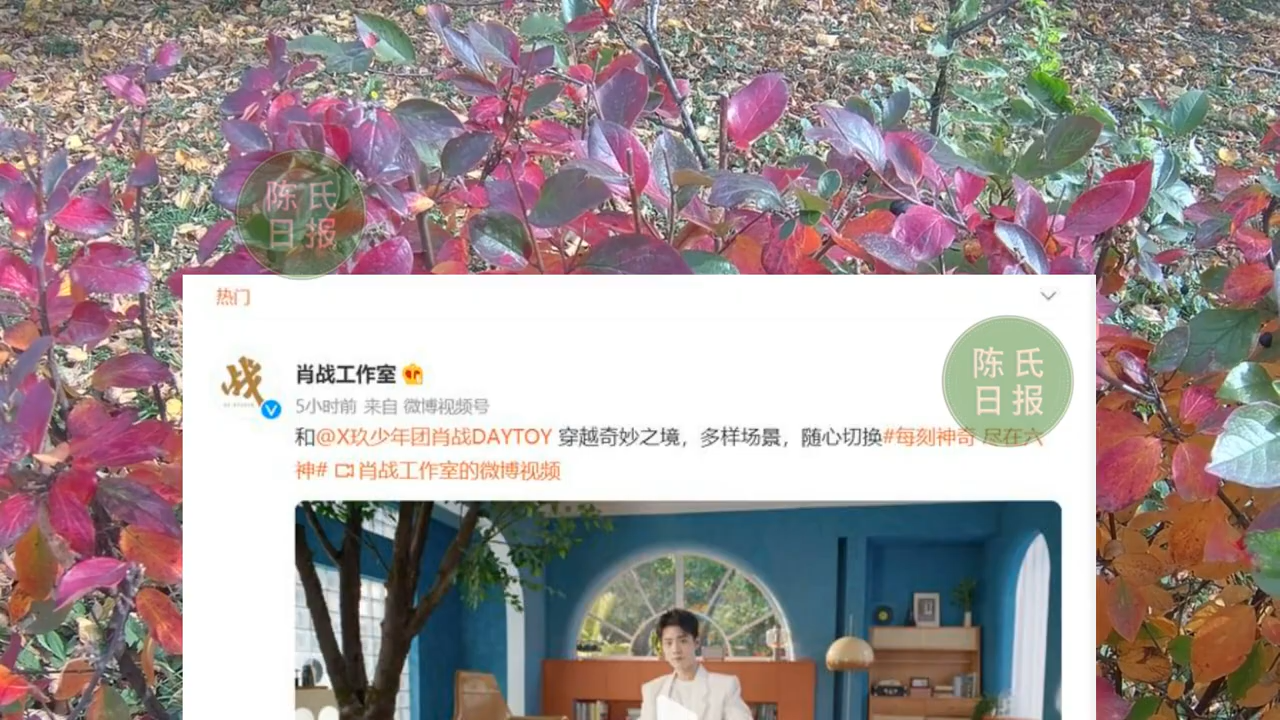 陈氏
日报
热门
陈氏
日报
战
肖战工作室
5小时前 来自 微博视频号
和@X玖少年团肖战DAYTOY 穿越奇妙之境，多样场景，随心切换#每刻神奇 尽在六
神# 肖战工作室的微博视频